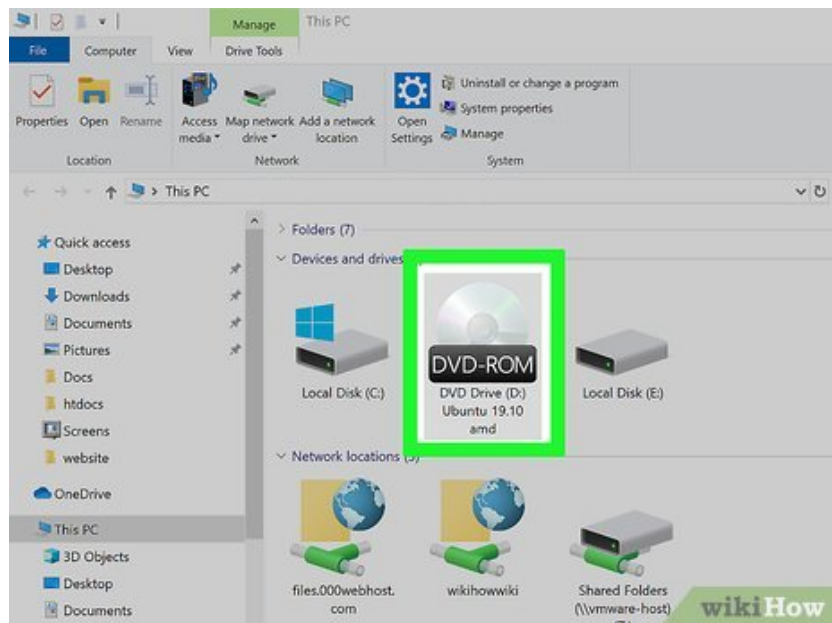 Manage
This PC
File
Computer
View
Drive Tools
Properties
Open
Rename
Access media
Map network drive
Add a network location
Open Settings
Uninstall or change a program
System properties
Manage
Location
Network
System
This PC
Quick access
Desktop
Downloads
Documents
Pictures
Docs
htdocs
Screens
website
OneDrive
This PC
3D Objects
Desktop
Documents
Folders (7)
Devices and drives
Local Disk (C:)
DVD-ROM
DVD Drive (D:)
Ubuntu 19.10
amd
Local Disk (E:)
Network locations
files.000webhost.
com
wikihowwiki
Shared Folders
(\\vmware-host)
wikiHow